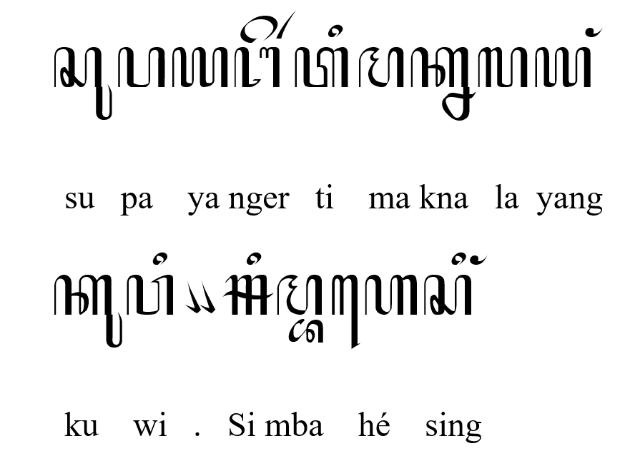 ꦱꦸꦥꦪꦔꦼꦂꦠꦶꦩꦏ꧀ꦤꦭꦪꦁ
su pa ya nger ti ma kna la yang
ꦏꦸꦮꦶ꧉ꦯꦶꦩ꧀ꦧꦲꦺꦱꦶꦁ
ku wi . Si mba hé sing